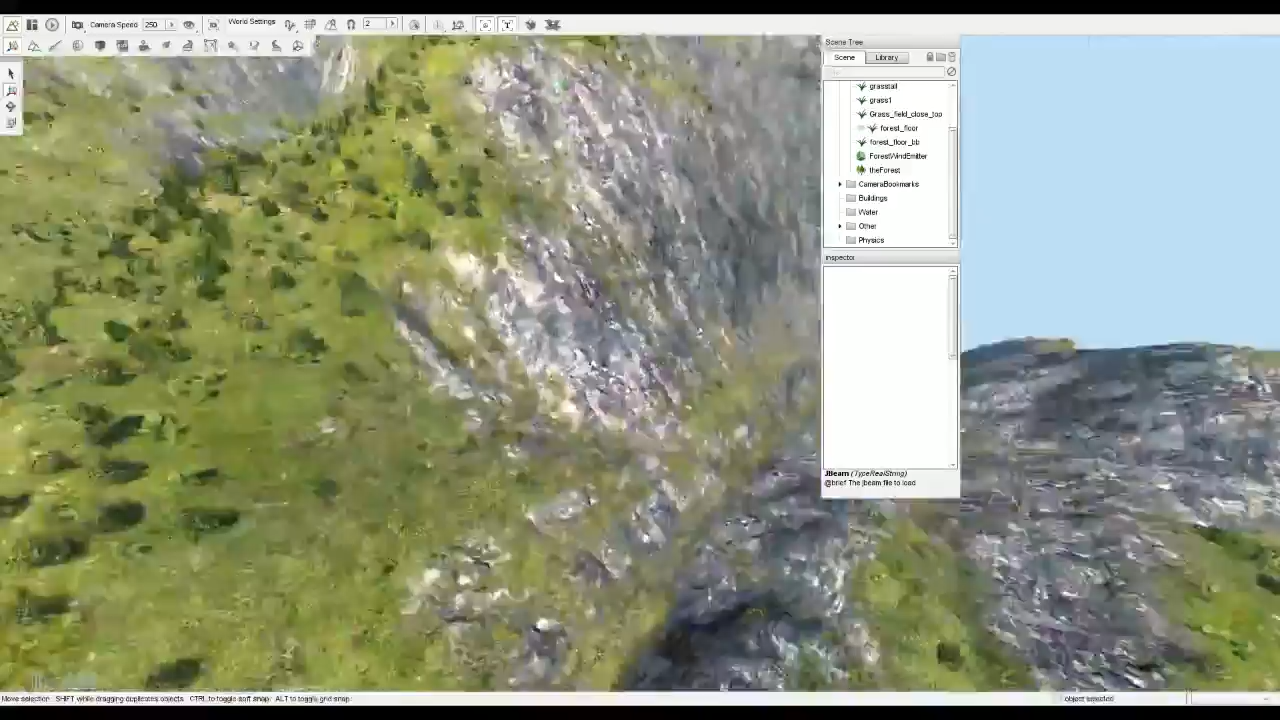 Camera Speed 250 World Settings 2
Scene Tree
Scene Library
grasstall
grass1
Grass_field_close_top
forest_floor
forest_floor_bb
ForestWindEmitter
theForest
CameraBookmarks
Buildings
Water
Other
Physics
Inspector
JBeam (TypeRealString)
@brief The jbeam file to load
Move selection. SHIFT while dragging duplicates objects. CTRL to toggle soft snap. ALT to toggle grid snap.
object selected